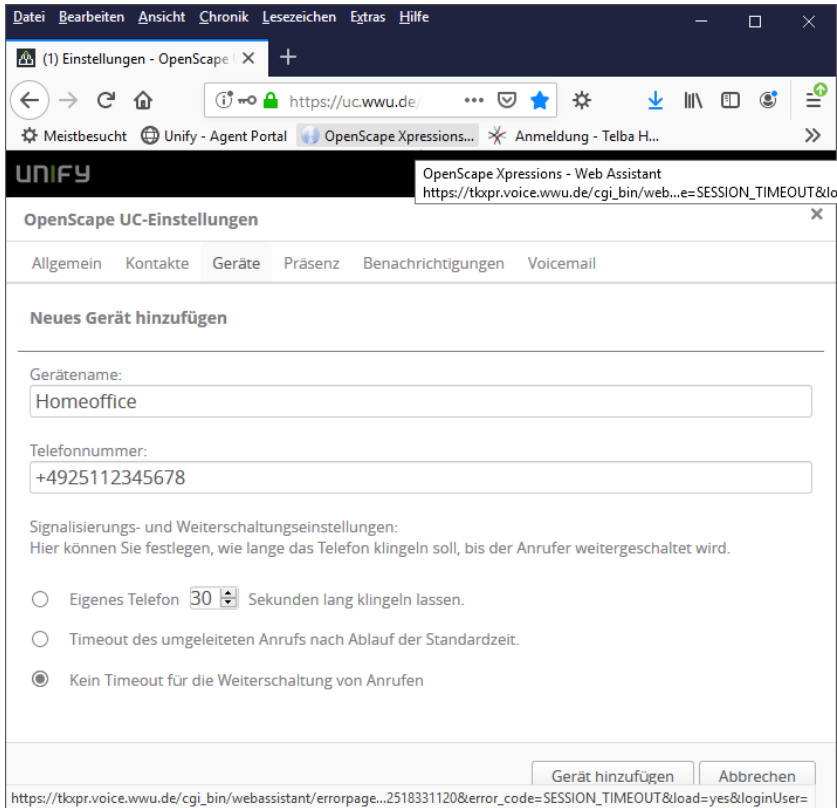 Datei Bearbeiten Ansicht Chronik Lesezeichen Extras Hilfe
(1) Einstellungen - OpenScape
https://uc.wwu.de/
Meistbesucht Unify - Agent Portal OpenScape Xpressions... Anmeldung - Telba H...
UNIFY
OpenScape Xpressions - Web Assistant
https://tkxpr.voice.wwu.de/cgi_bin/web...e=SESSION_TIMEOUT&lo
OpenScape UC-Einstellungen
Allgemein Kontakte Geräte Präsenz Benachrichtigungen Voicemail
Neues Gerät hinzufügen
Gerätename:
Homeoffice
Telefonnummer:
+4925112345678
Signalisierungs- und Weiterschaltungseinstellungen:
Hier können Sie festlegen, wie lange das Telefon klingeln soll, bis der Anrufer weitergeschaltet wird.
Eigenes Telefon 30 Sekunden lang klingeln lassen.
Timeout des umgeleiteten Anrufs nach Ablauf der Standardzeit.
Kein Timeout für die Weiterschaltung von Anrufen
Gerät hinzufügen Abbrechen
https://tkxpr.voice.wwu.de/cgi_bin/webassistant/errorpage...2518331120&error_code=SESSION_TIMEOUT&load=yes&loginUser=